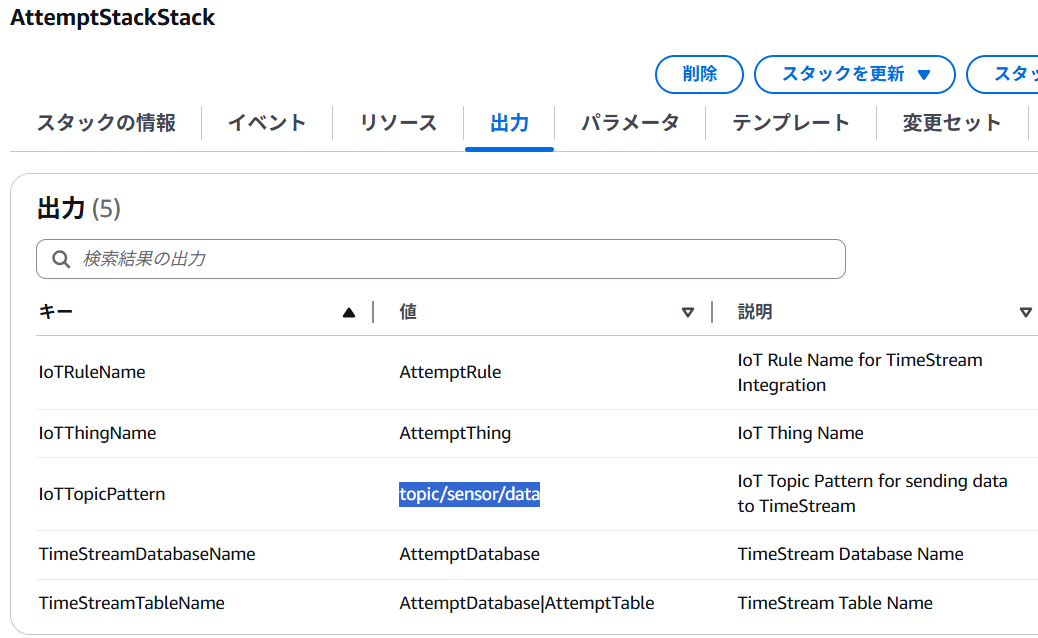 AttemptStackStack
削除
スタックを更新 ▼
スタッ
スタックの情報
イベント
リソース
出力
パラメータ
テンプレート
変更セット
出力 (5)
検索結果の出力
キー ▲ 値 ▽ 説明 ▽
IoTRuleName AttemptRule IoT Rule Name for TimeStream
Integration
IoTThingName AttemptThing IoT Thing Name
IoTTopicPattern topic/sensor/data IoT Topic Pattern for sending data
to TimeStream
TimeStreamDatabaseName AttemptDatabase TimeStream Database Name
TimeStreamTableName AttemptDatabase|AttemptTable TimeStream Table Name